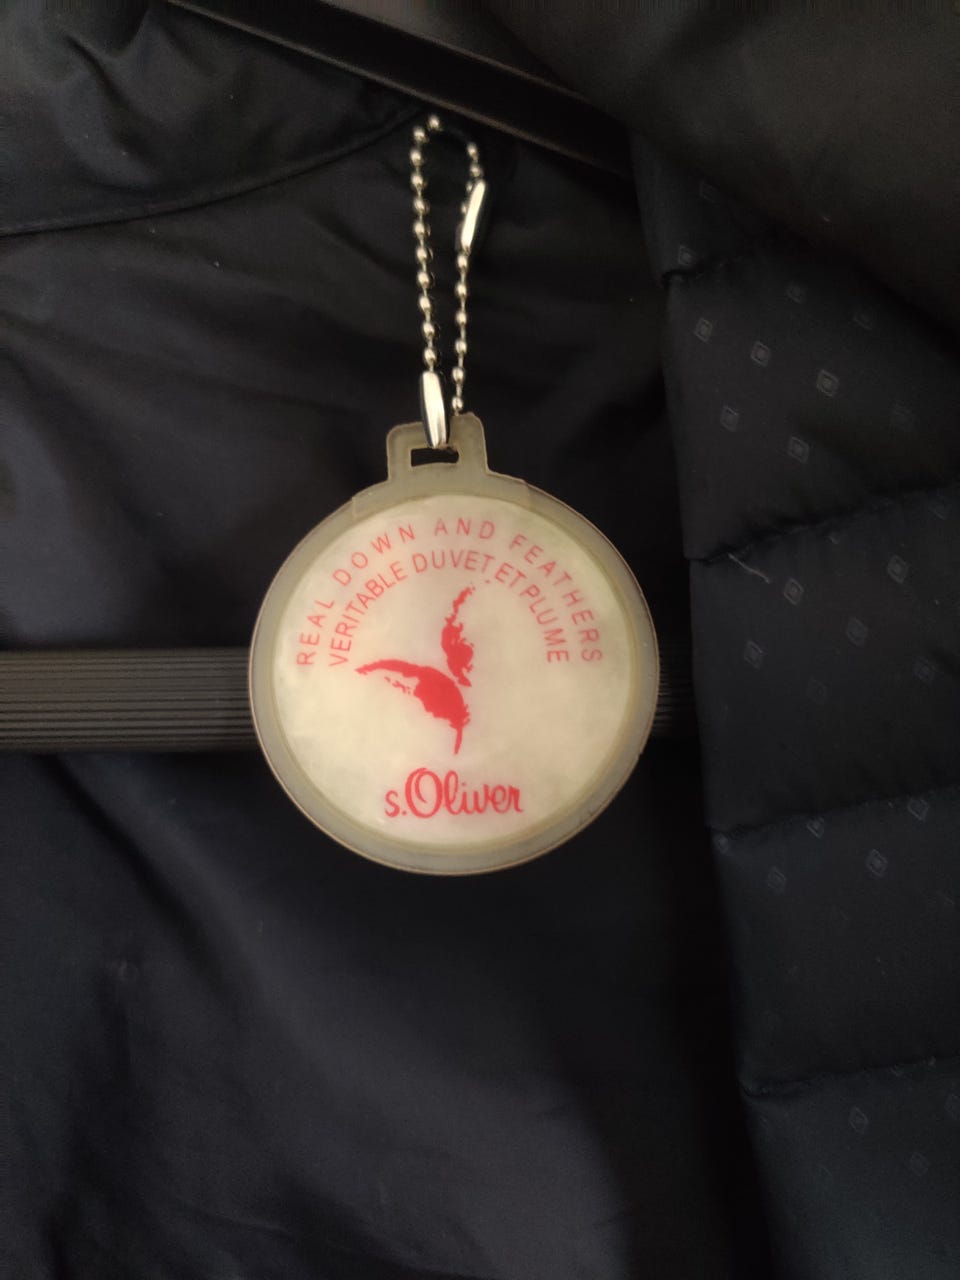 REAL DOWN AND FEATHERS
VERITABLE DUVET ET PLUME
s.Oliver